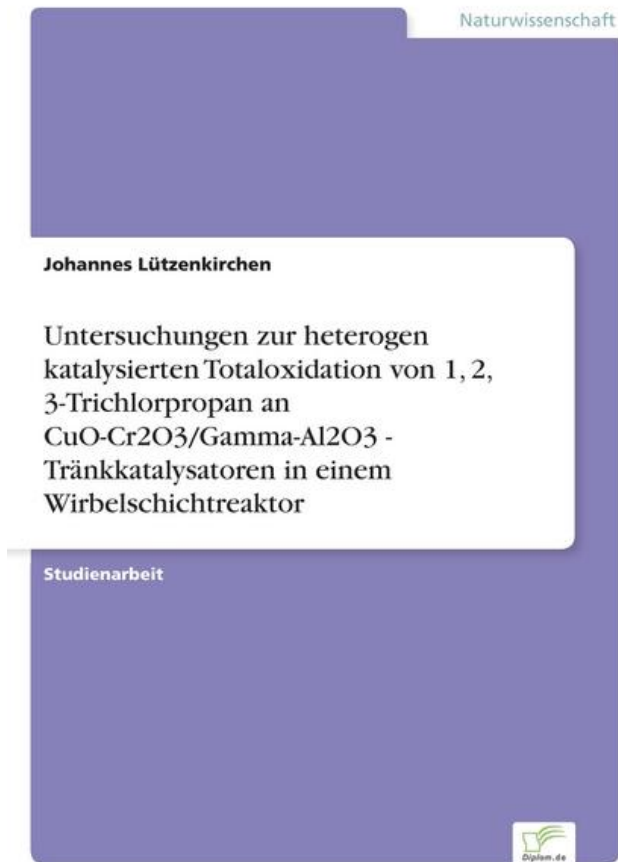 Naturwissenschaft
Johannes Lützenkirchen
Untersuchungen zur heterogen
katalysierten Totaloxidation von 1, 2,
3-Trichlorpropan an
CuO-Cr2O3/Gamma-Al2O3 -
Tränkkatalysatoren in einem
Wirbelschichtreaktor
Studienarbeit
Diplom.de